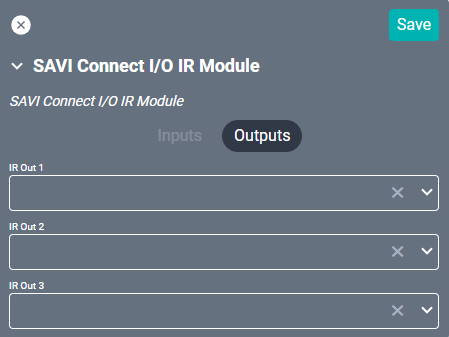 Save
SAVI Connect I/O IR Module
SAVI Connect I/O IR Module
Inputs Outputs
IR Out 1
IR Out 2
IR Out 3